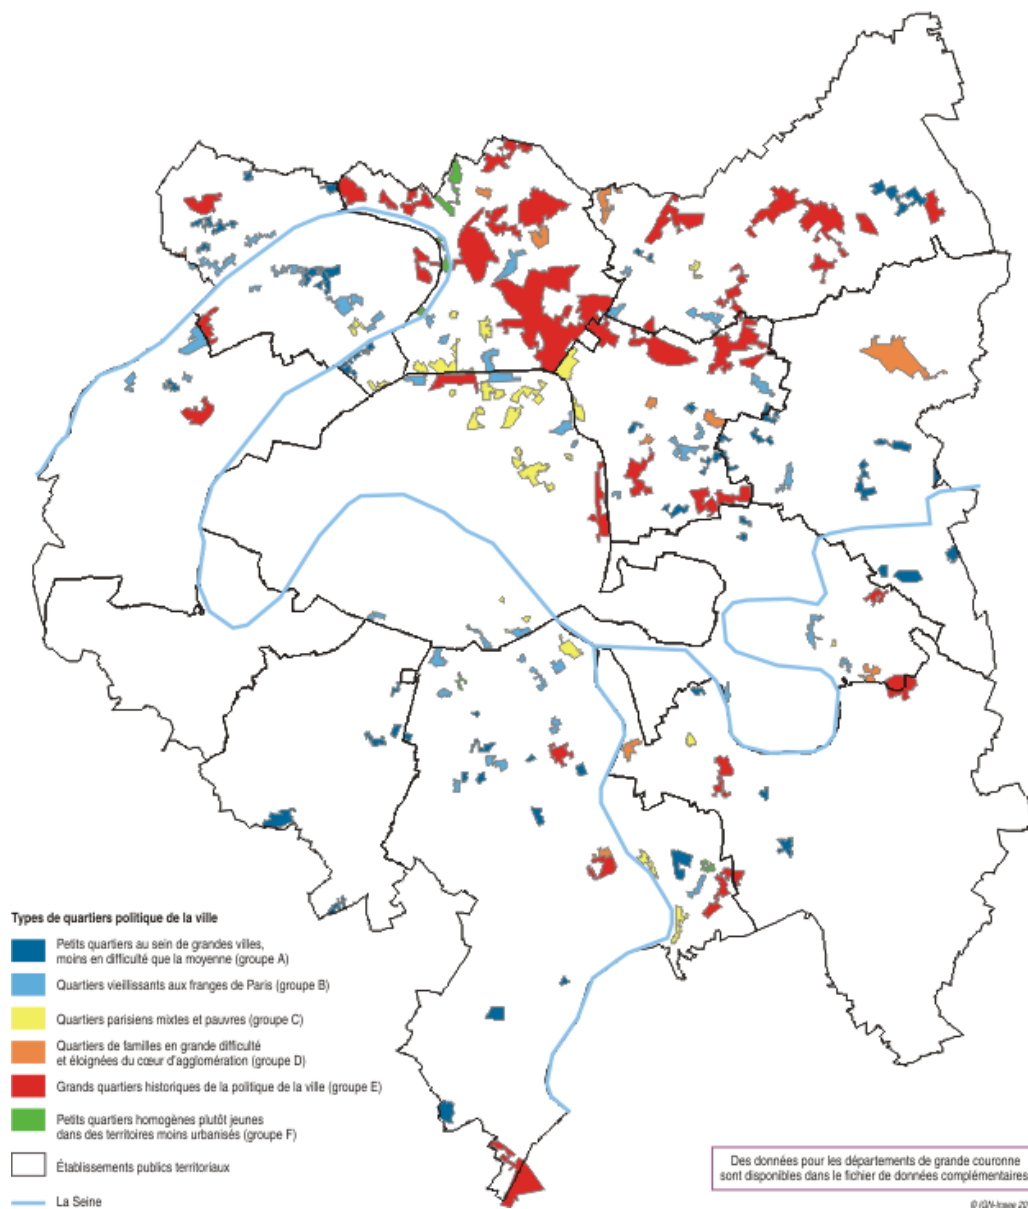 Types de quartiers politique de la ville
Petits quartiers au sein de grandes villes,
moins en difficulté que la moyenne (groupe A)
Quartiers vieillissants aux franges de Paris (groupe B)
Quartiers parisiens mixtes et pauvres (groupe C)
Quartiers de familles en grande difficulté
et éloignées du cœur d'agglomération (groupe D)
Grands quartiers historiques de la politique de la ville (groupe E)
Petits quartiers homogènes plutôt jeunes
dans des territoires moins urbanisés (groupe F)
Établissements publics territoriaux
La Seine
Des données pour les départements de grande couronne
sont disponibles dans le fichier de données complémentaires
© IGN-Insee 20